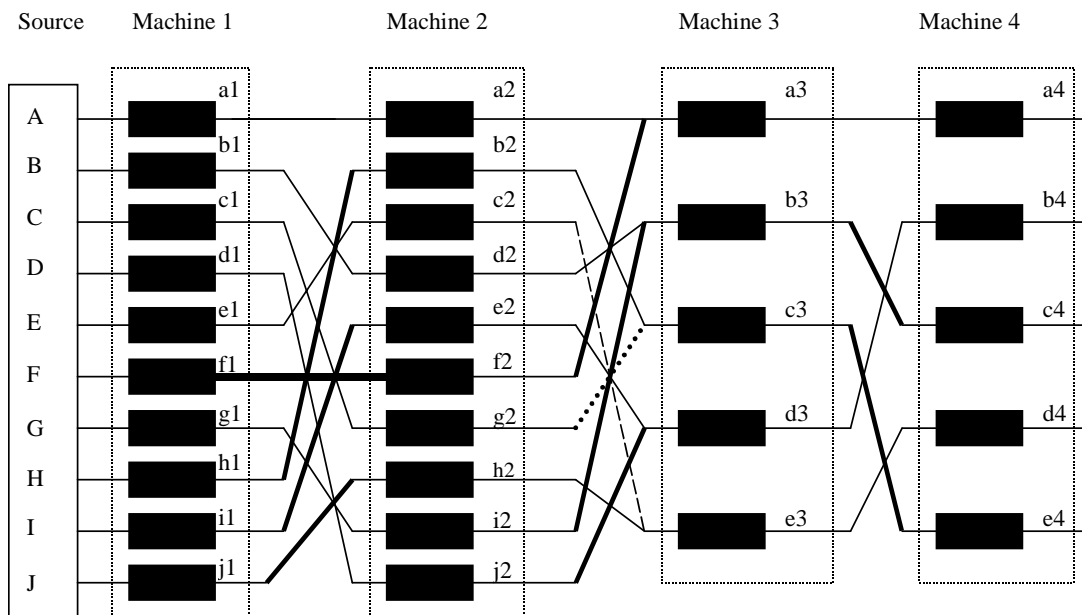 Source Machine 1 Machine 2 Machine 3 Machine 4
a1 a2 a3 a4
A
b1 b2
B
c1 c2 b3 b4
C
d1 d2
D
e1 e2 c3 c4
E
f1 f2
F
g1 g2 d3 d4
G
h1 h2
H
i1 i2 e3 e4
I
j1 j2
J